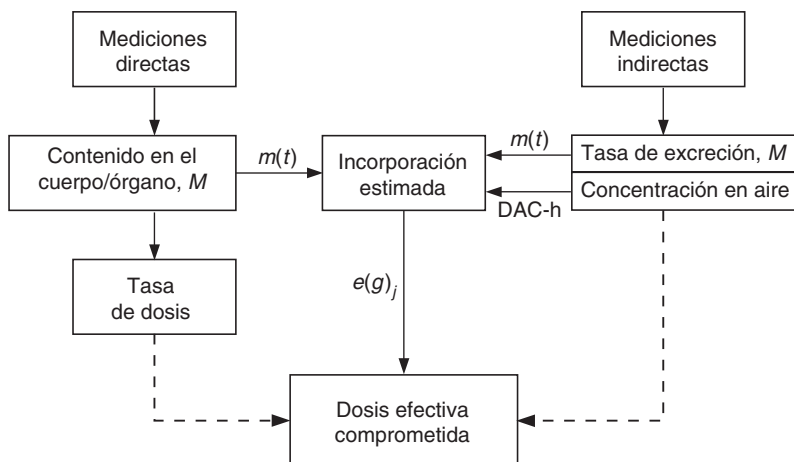 Mediciones
directas
Mediciones
indirectas
Contenido en el
cuerpo/órgano, M
m(t)
Incorporación
estimada
m(t)
Tasa de excreción, M
Concentración en aire
DAC-h
Tasa
de dosis
e(g)j
Dosis efectiva
comprometida